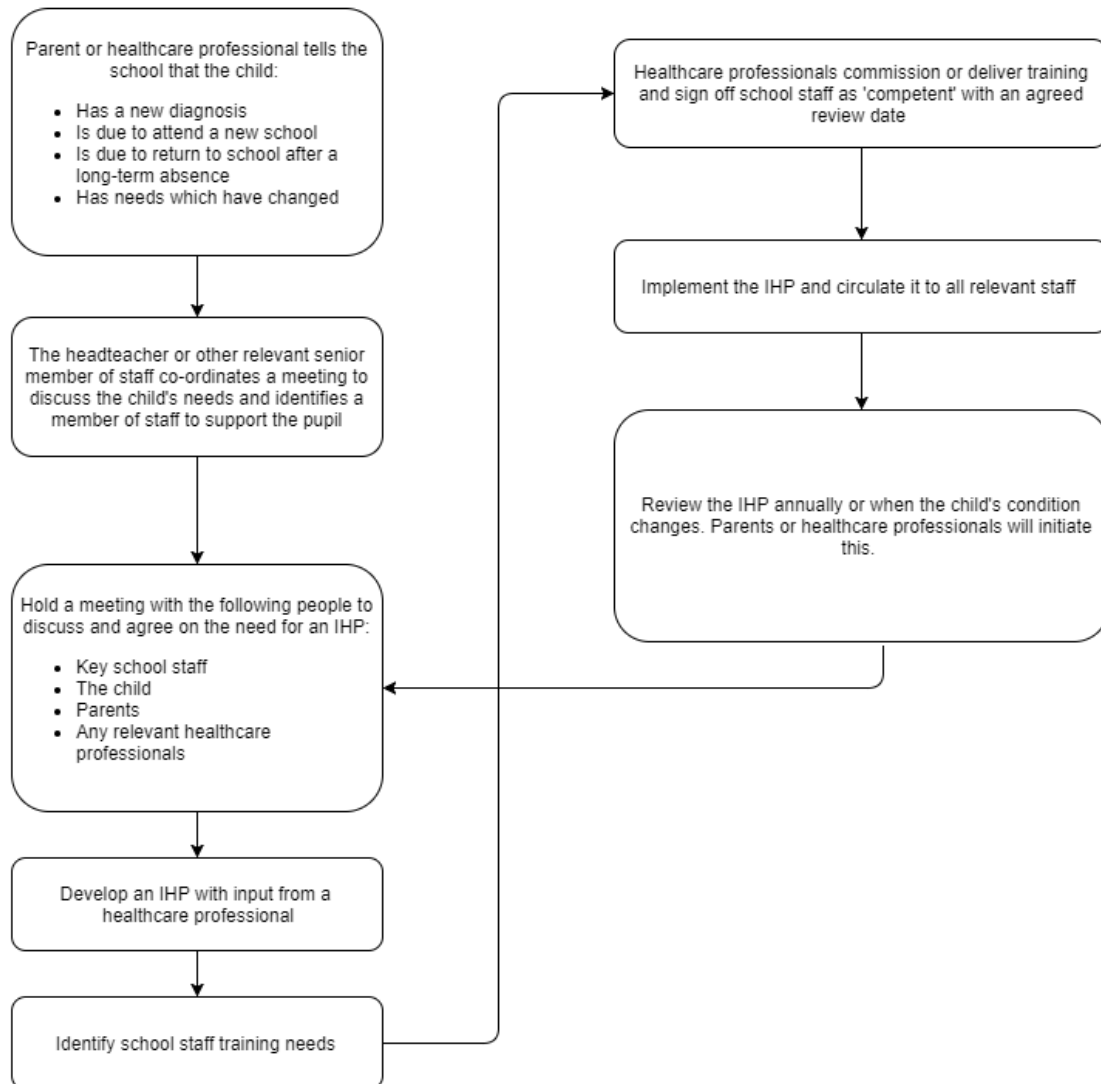 Parent or healthcare professional tells the
school that the child:
• Has a new diagnosis
• Is due to attend a new school
• Is due to return to school after a
long-term absence
• Has needs which have changed
The headteacher or other relevant senior
member of staff co-ordinates a meeting to
discuss the child's needs and identifies a
member of staff to support the pupil
Hold a meeting with the following people to
discuss and agree on the need for an IHP:
• Key school staff
• The child
• Parents
• Any relevant healthcare
professionals
Develop an IHP with input from a
healthcare professional
Identify school staff training needs
Healthcare professionals commission or deliver training
and sign off school staff as 'competent' with an agreed
review date
Implement the IHP and circulate it to all relevant staff
Review the IHP annually or when the child's condition
changes. Parents or healthcare professionals will initiate
this.